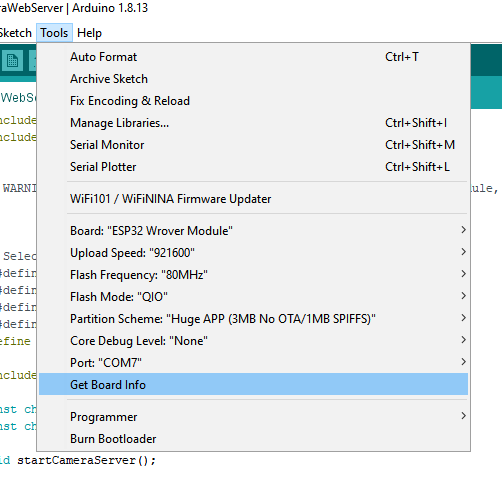 raWebServer | Arduino 1.8.13
Sketch Tools Help
Auto Format Ctrl+T
Archive Sketch
WebSe Fix Encoding & Reload
nclude Manage Libraries... Ctrl+Shift+I
nclude Serial Monitor Ctrl+Shift+M
Serial Plotter Ctrl+Shift+L
WARNI ule,
WiFi101 / WiFiNINA Firmware Updater
Board: "ESP32 Wrover Module"
Selec Upload Speed: "921600"
#defin Flash Frequency: "80MHz"
#defin Flash Mode: "QIO"
#defin Partition Scheme: "Huge APP (3MB No OTA/1MB SPIFFS)"
#defin Core Debug Level: "None"
define
Port: "COM7"
nclude Get Board Info
nst ch Programmer
nst ch Burn Bootloader
id startCameraServer();